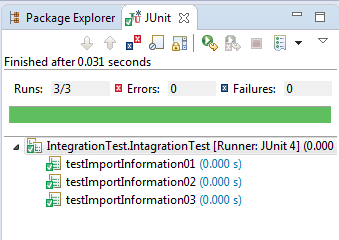 Package Explorer JUnit
Finished after 0.031 seconds
Runs: 3/3 Errors: 0 Failures: 0
IntegrationTest.IntagrationTest [Runner: JUnit 4] (0.000
testImportInformation01 (0.000 s)
testImportInformation02 (0.000 s)
testImportInformation03 (0.000 s)